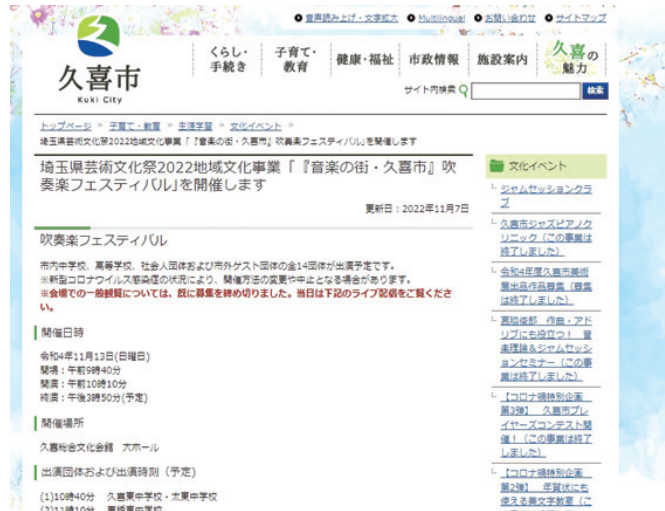 音声読み上げ・文字拡大 Multilingual お問い合わせ サイトマップ
久喜市
Kuki City
くらし・手続き 子育て・教育 健康・福祉 市政情報 施設案内 久喜の魅力
サイト内検索 検索
トップページ » 子育て・教育 » 生涯学習 » 文化イベント »
埼玉県芸術文化祭2022地域文化事業「『音楽の街・久喜市』吹奏楽フェスティバル」を開催します
埼玉県芸術文化祭2022地域文化事業「『音楽の街・久喜市』吹
奏楽フェスティバル」を開催します
更新日：2022年11月7日
吹奏楽フェスティバル
市内中学校、高等学校、社会人団体および市外ゲスト団体の全14団体が出演予定です。
※新型コロナウイルス感染症の状況により、開催方法の変更や中止となる場合があります。
※会場での一般観覧については、既に募集を締め切りました。当日は下記のライブ配信をご覧くださ
い。
開催日時
令和4年11月13日(日曜日)
開場：午前9時40分
開演：午前10時10分
終演：午後3時50分(予定)
開催場所
久喜総合文化会館 大ホール
出演団体および出演時刻（予定）
(1)10時40分 久喜東中学校・太東中学校
(2)11時10分 栗橋東中学校
文化イベント
ジャムセッションクラ
ブ
久喜市ジャズピアノク
リニック（この事業は
終了しました）
令和4年度久喜市美術
展出品作品募集（募集
は終了しました）
宮脇俊郎 作曲・アド
リブにも役立つ！ 音
楽理論＆ジャムセッシ
ョンセミナー（この事
業は終了しました）
【コロナ禍特別企画
第3弾】 久喜市プレ
イヤーズコンテスト開
催！（この事業は終了
しました）
【コロナ禍特別企画
第2弾】 年賀状にも
使える美文字教室（こ